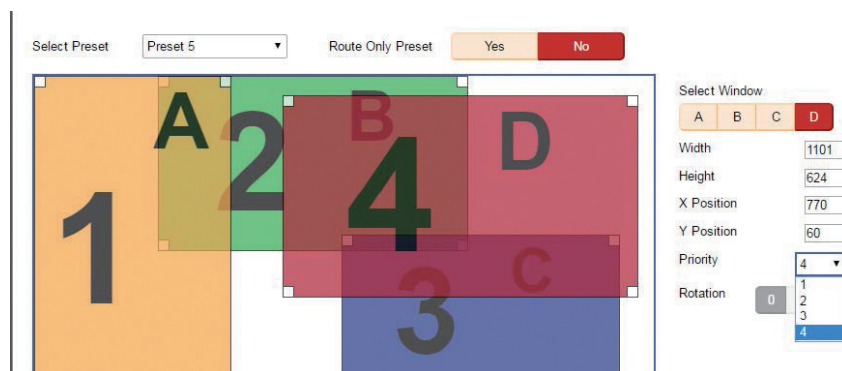 Select Preset Preset 5 Route Only Preset Yes No
A B D
2 4
1
C
3
Select Window
A B C D
Width 1101
Height 624
X Position 770
Y Position 60
Priority 4
1
2
3
4
Rotation 0